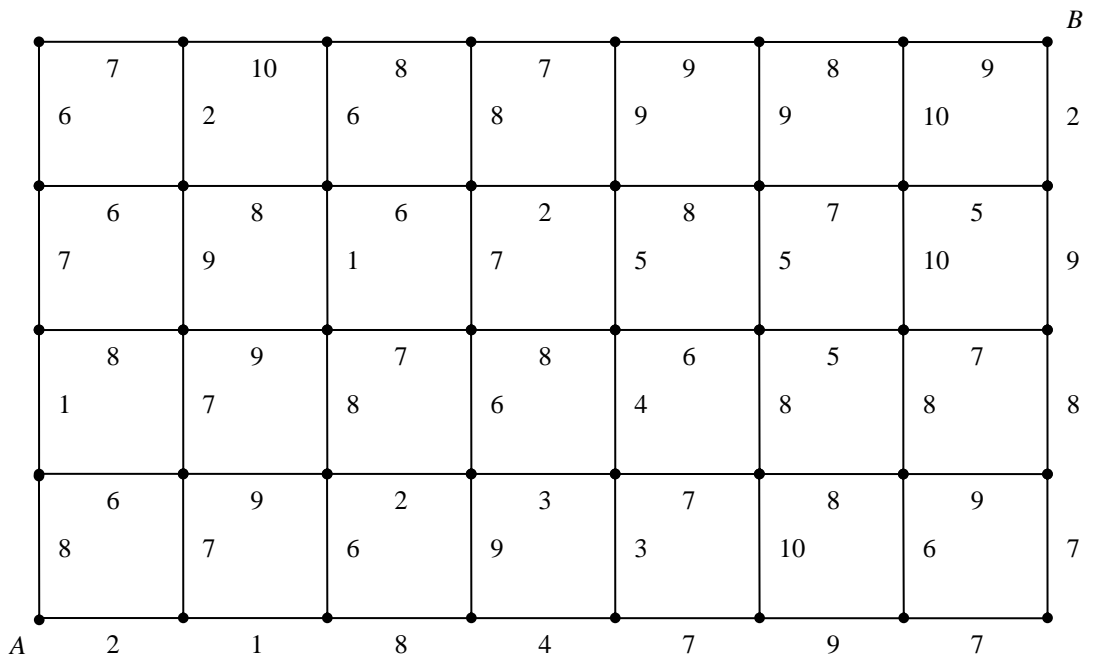 B
7 10 8 7 9 8 9
6 2 6 8 9 9 10 2
6 8 6 2 8 7 5
7 9 1 7 5 5 10 9
8 9 7 8 6 5 7
1 7 8 6 4 8 8 8
6 9 2 3 7 8 9
8 7 6 9 3 10 6 7
A 2 1 8 4 7 9 7